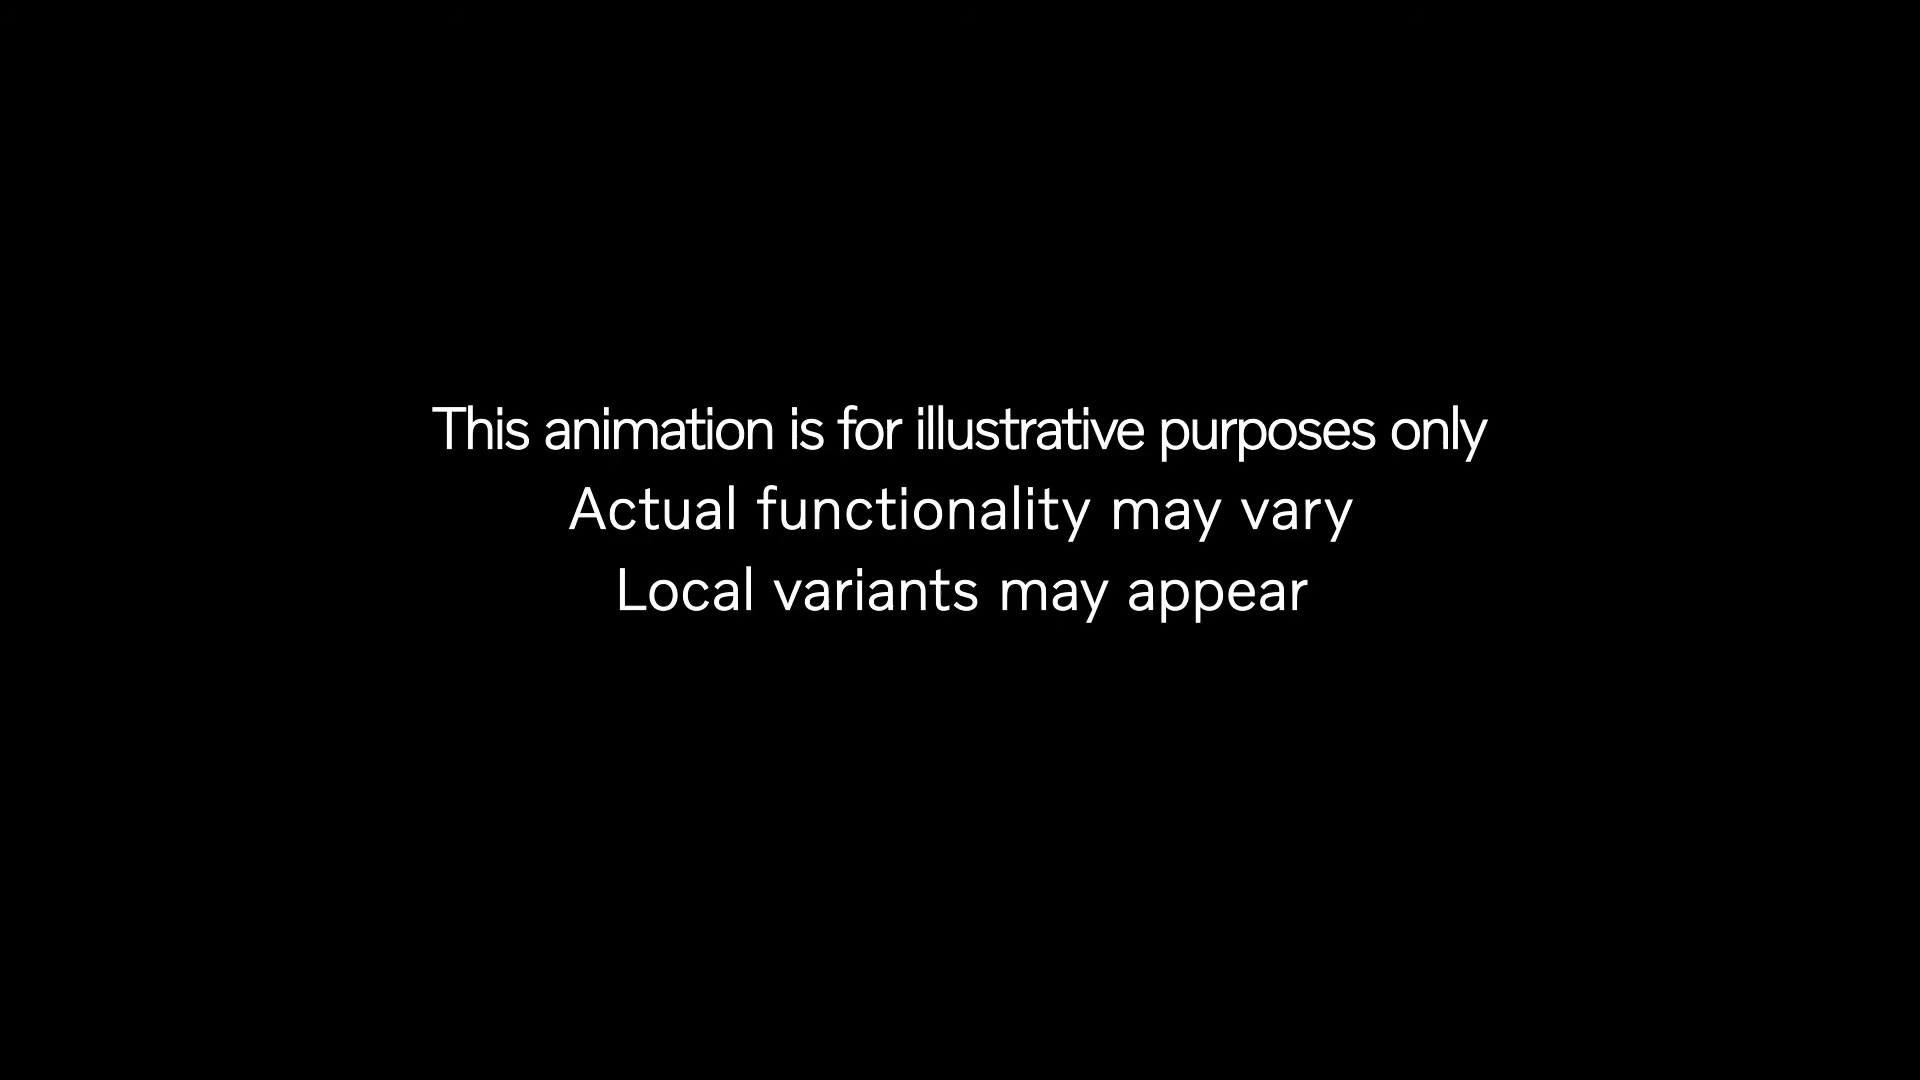 This animation is for illustrative purposes only
Actual functionality may vary
Local variants may appear